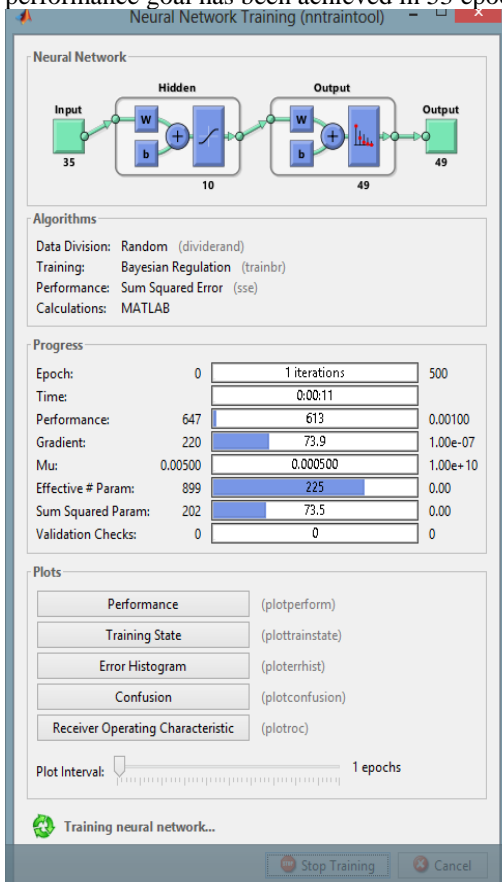 performance goal has been achieved in 33 epoc
Neural Network Training (nntraintool)
Neural Network
Hidden
Output
Input
W
b
+
W
b
+
Output
35
10
49
49
Algorithms
Data Division: Random (dividerand)
Training: Bayesian Regulation (trainbr)
Performance: Sum Squared Error (sse)
Calculations: MATLAB
Progress
Epoch: 0 1 iterations 500
Time: 0:00:11
Performance: 647 613 0.00100
Gradient: 220 73.9 1.00e-07
Mu: 0.00500 0.000500 1.00e+10
Effective # Param: 899 225 0.00
Sum Squared Param: 202 73.5 0.00
Validation Checks: 0 0 0
Plots
Performance (plotperform)
Training State (plottrainstate)
Error Histogram (ploterrhist)
Confusion (plotconfusion)
Receiver Operating Characteristic (plotroc)
Plot Interval: 1 epochs
Training neural network...
Stop Training Cancel